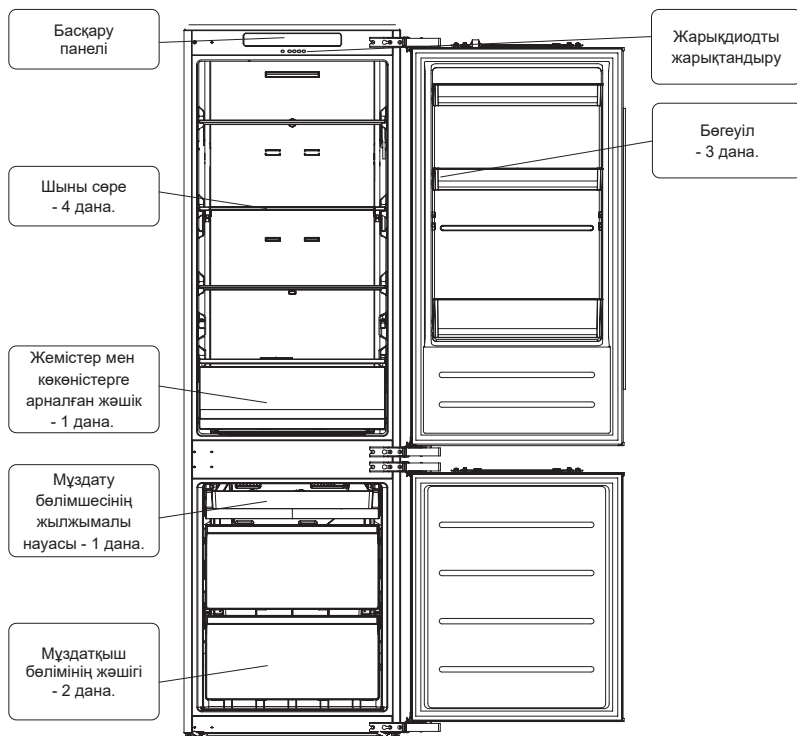 Басқару
панелі
Жарықдиодты
жарықтандыру
Бөгеуіл
- 3 дана.
Шыны сөре
- 4 дана.
Жемістер мен
көкөністерге
арналған жәшік
- 1 дана.
Мұздату
бөлімшесінің
жылжымалы
науасы - 1 дана.
Мұздатқыш
бөлімінің жәшігі
- 2 дана.